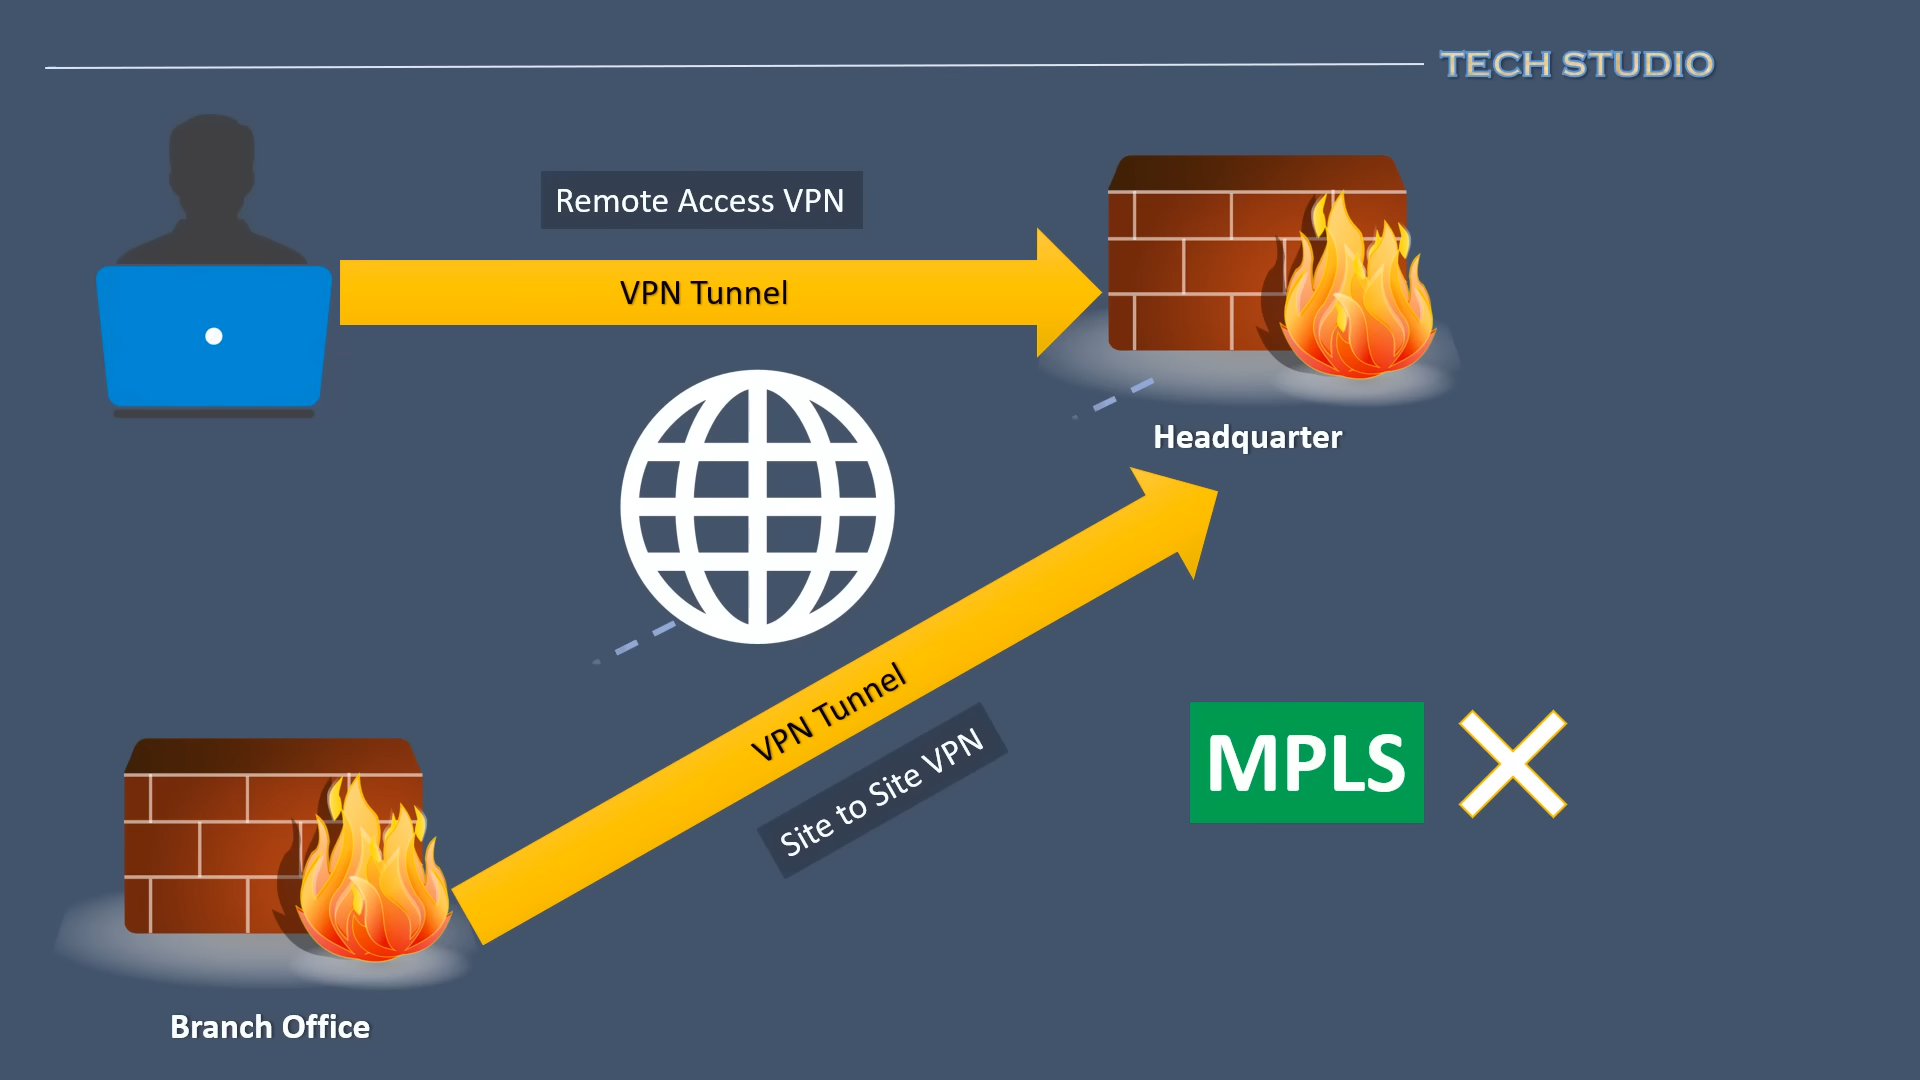 TECH STUDIO
Remote Access VPN
VPN Tunnel
Headquarter
VPN Tunnel
Site to Site VPN
MPLS
Branch Office